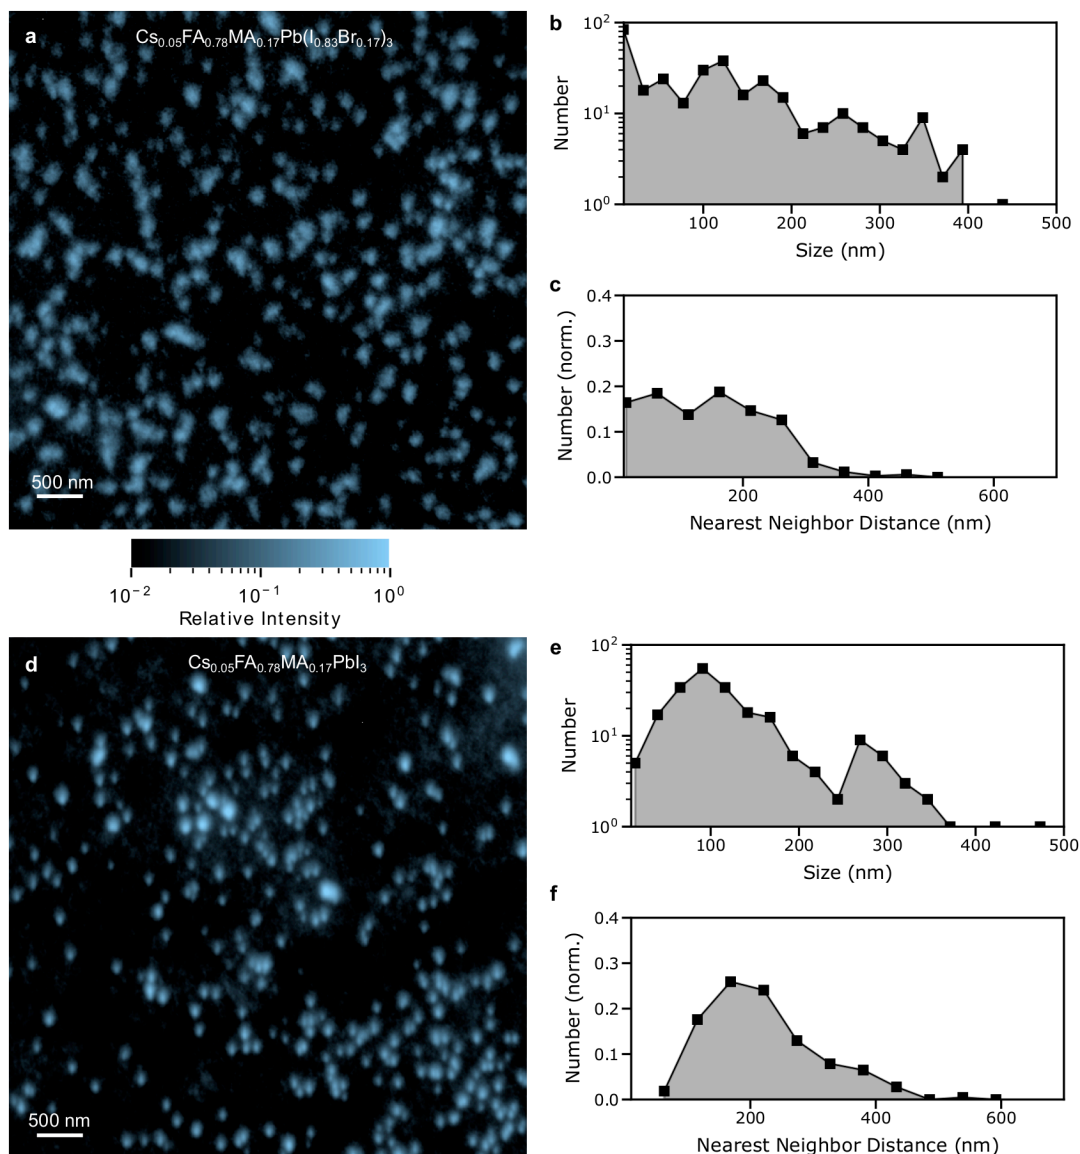 a
Cs0.05FA0.78MA0.17Pb(I0.83Br0.17)3
500 nm
10−2 10−1 100
Relative Intensity
b
102
101
100
Number
100 200 300 400 500
Size (nm)
c
0.4
0.3
0.2
0.1
0.0
Number (norm.)
200 400 600
Nearest Neighbor Distance (nm)
d
Cs0.05FA0.78MA0.17PbI3
500 nm
e
102
101
100
Number
100 200 300 400 500
Size (nm)
f
0.4
0.3
0.2
0.1
0.0
Number (norm.)
200 400 600
Nearest Neighbor Distance (nm)